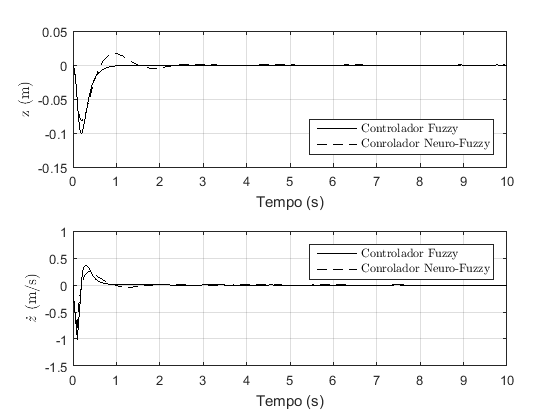 0.05
0
-0.05
-0.1
-0.15
z (m)
Controlador Fuzzy
Conrolador Neuro-Fuzzy
0 1 2 3 4 5 6 7 8 9 10
Tempo (s)
1
0.5
0
-0.5
-1
-1.5
ż (m/s)
Controlador Fuzzy
Conrolador Neuro-Fuzzy
0 1 2 3 4 5 6 7 8 9 10
Tempo (s)